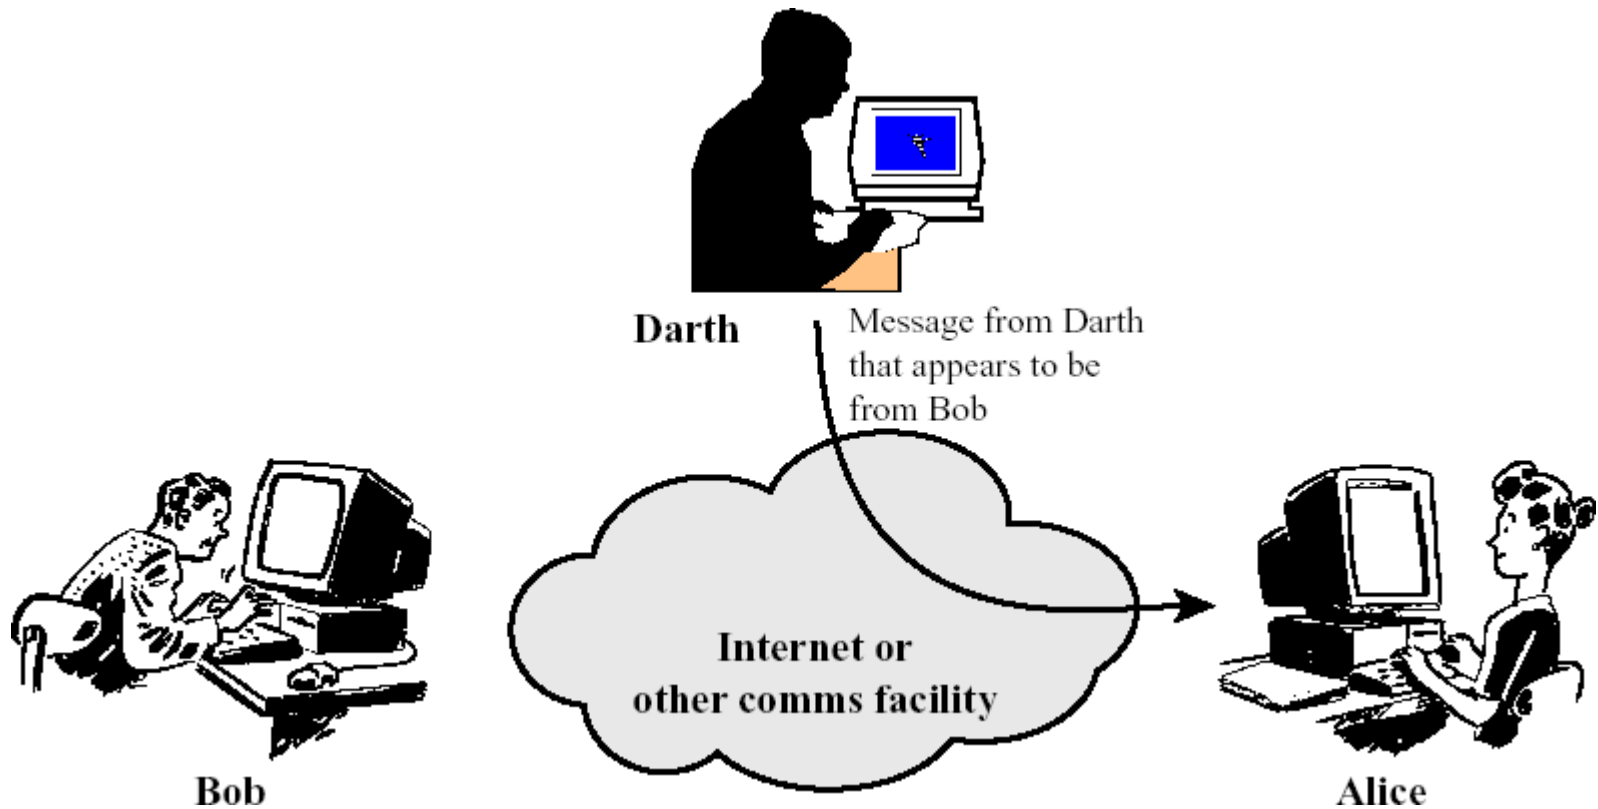 Darth
Message from Darth
that appears to be
from Bob
Internet or
other comms facility
Bob
Alice